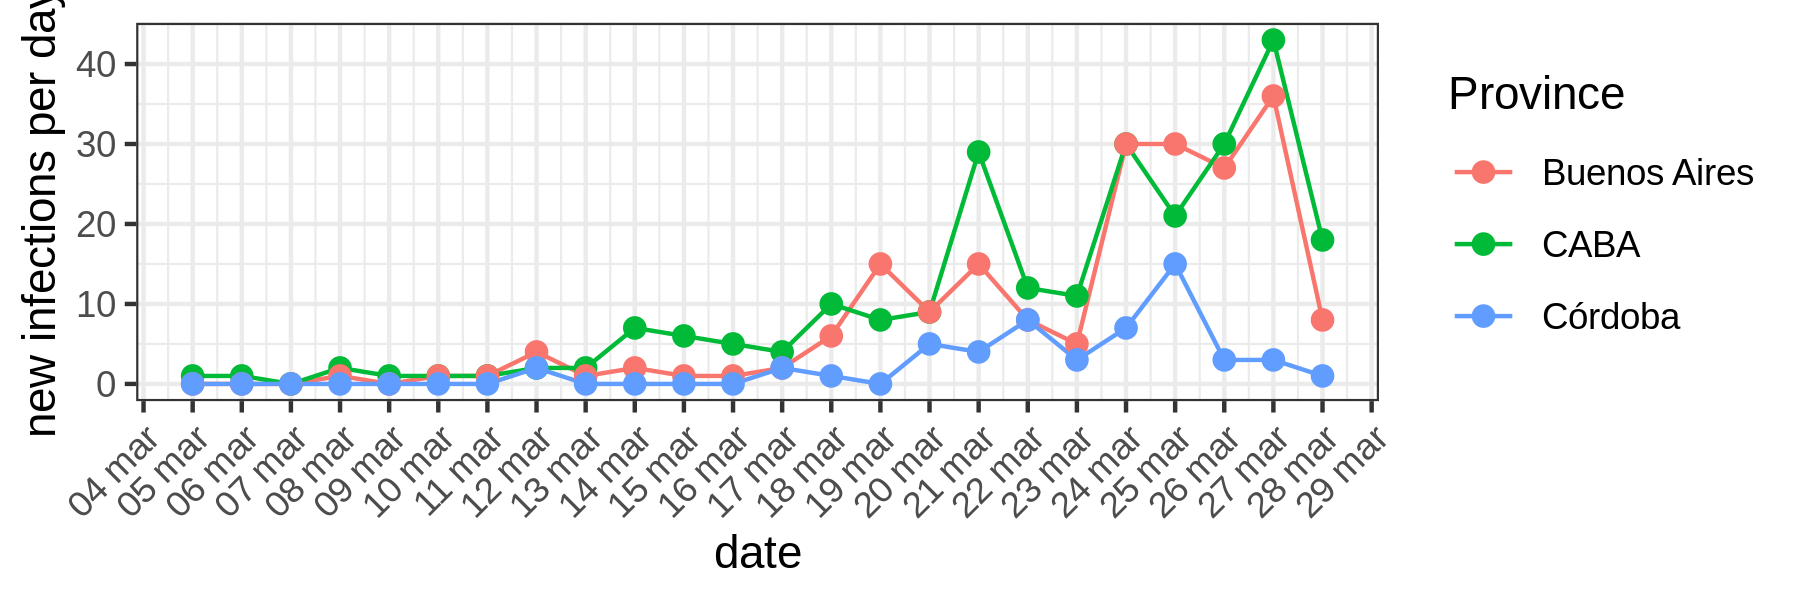 new infections per day
40
30
20
10
0
04 mar
05 mar
06 mar
07 mar
08 mar
09 mar
10 mar
11 mar
12 mar
13 mar
14 mar
15 mar
16 mar
17 mar
18 mar
19 mar
20 mar
21 mar
22 mar
23 mar
24 mar
25 mar
26 mar
27 mar
28 mar
29 mar
date
Province
Buenos Aires
CABA
Córdoba